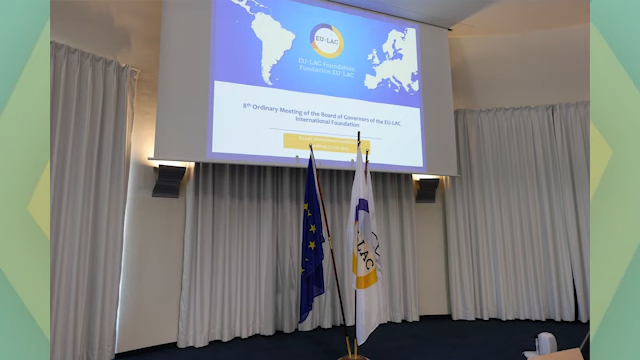 EU-LAC
EU-LAC Foundation
Fundación EU-LAC
8th Ordinary Meeting of the Board of Governors of the EU-LAC
International Foundation
LAC